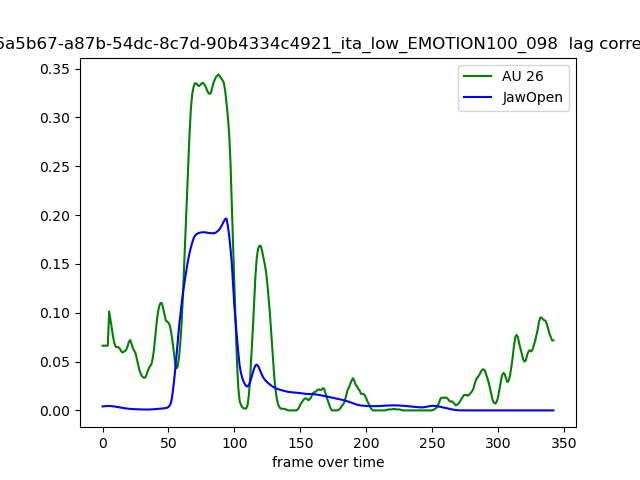 6a5b67-a87b-54dc-8c7d-90b4334c4921_ita_low_EMOTION100_098 lag corre
AU 26
JawOpen
0.35
0.30
0.25
0.20
0.15
0.10
0.05
0.00
0 50 100 150 200 250 300 350
frame over time